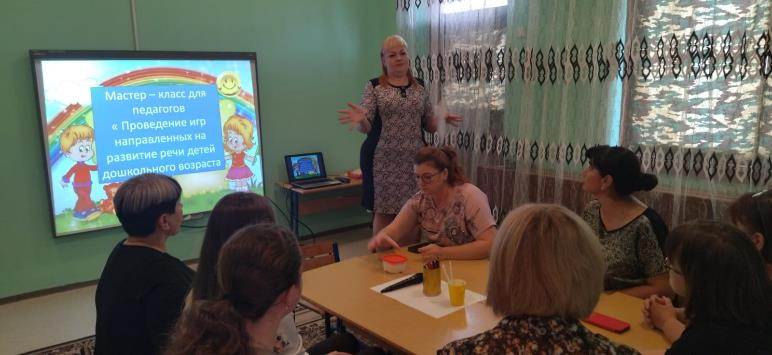 Мастер – класс для
педагогов
« Проведение игр
направленных на
развитие речи детей
дошкольного возраста